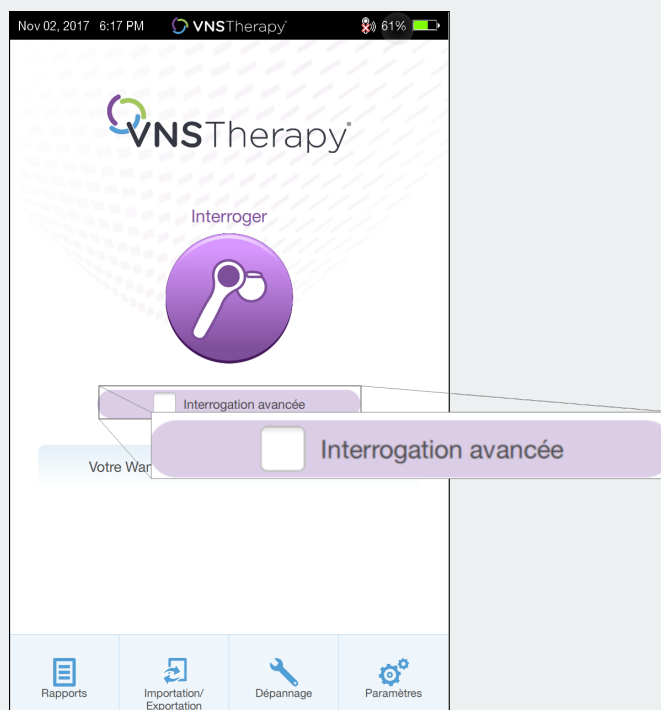 Nov 02, 2017 6:17 PM VNSTherapy 61%
VNSTherapy
Interroger
Interrogation avancée
Interrogation avancée
Votre
Rapports
Importation/
Exportation
Dépannage
Paramètres